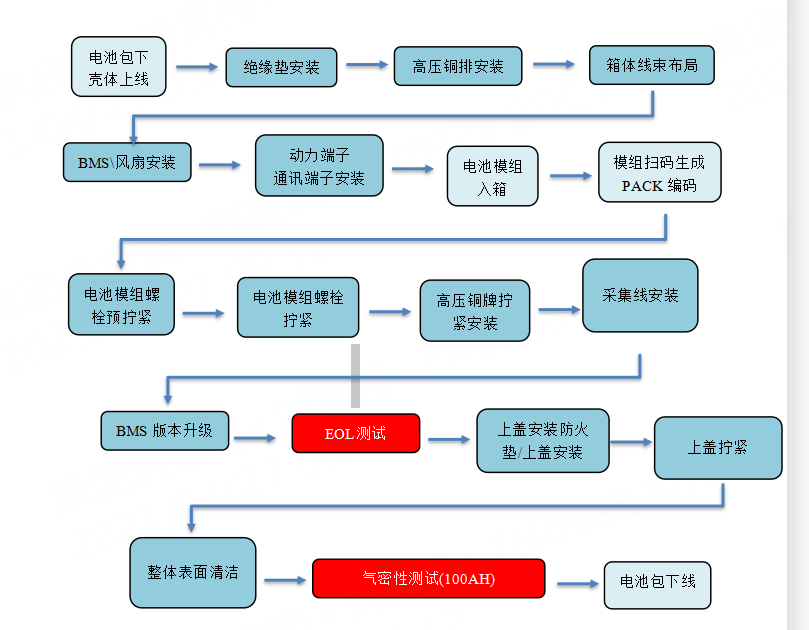 电池包下
壳体上线
绝缘垫安装
高压铜排安装
箱体线束布局
BMS\风扇安装
动力端子
通讯端子安装
电池模组
入箱
模组扫码生成
PACK 编码
电池模组螺
栓预拧紧
电池模组螺栓
拧紧
高压铜牌拧
紧安装
采集线安装
BMS 版本升级
EOL 测试
上盖安装防火
垫/上盖安装
上盖拧紧
整体表面清洁
气密性测试(100AH)
电池包下线